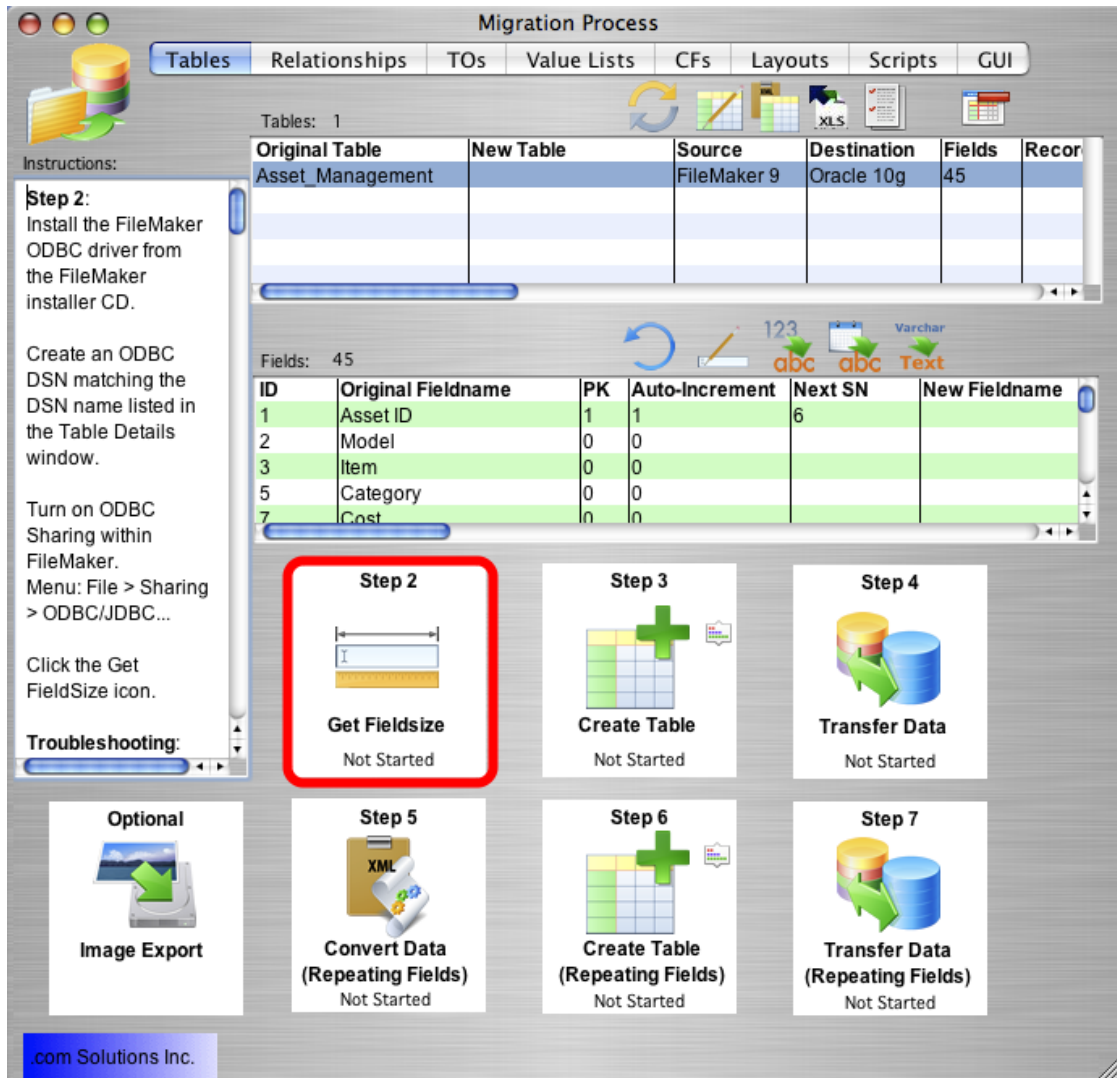 Migration Process
Tables Relationships TOs Value Lists CFs Layouts Scripts GUI
Tables: 1
XLS
Original Table New Table Source Destination Fields Recor
Asset_Management FileMaker 9 Oracle 10g 45
Instructions:
Step 2:
Install the FileMaker
ODBC driver from
the FileMaker
installer CD.
Create an ODBC
DSN matching the
DSN name listed in
the Table Details
window.
Turn on ODBC
Sharing within
FileMaker.
Menu: File > Sharing
> ODBC/JDBC...
Click the Get
FieldSize icon.
Troubleshooting:
Fields: 45
123
abc
abc
Varchar
Text
ID Original Fieldname PK Auto-Increment Next SN New Fieldname
1 Asset ID 1 1 6
2 Model 0 0
3 Item 0 0
5 Category 0 0
7 Cost 0 0
Step 2
Get Fieldsize
Not Started
Step 3
Create Table
Not Started
Step 4
Transfer Data
Not Started
Optional
Image Export
Step 5
XML
Convert Data
(Repeating Fields)
Not Started
Step 6
Create Table
(Repeating Fields)
Not Started
Step 7
Transfer Data
(Repeating Fields)
Not Started
.com Solutions Inc.